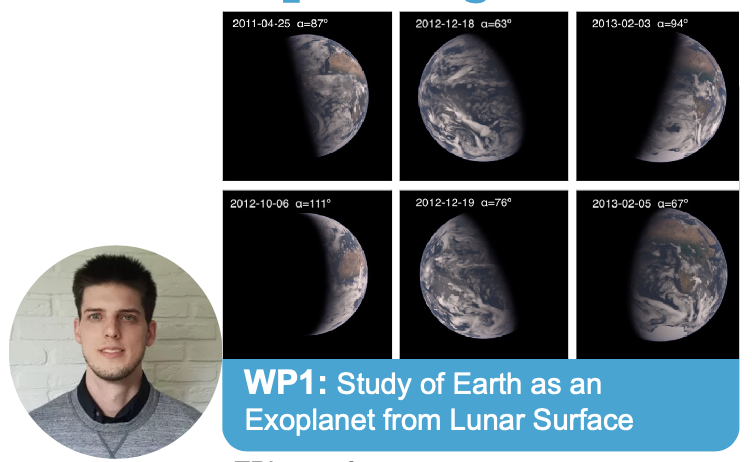 2011-04-25 α=87°
2012-12-18 α=63°
2013-02-03 α=94°
2012-10-06 α=111°
2012-12-19 α=76°
2013-02-05 α=67°
WP1: Study of Earth as an
Exoplanet from Lunar Surface